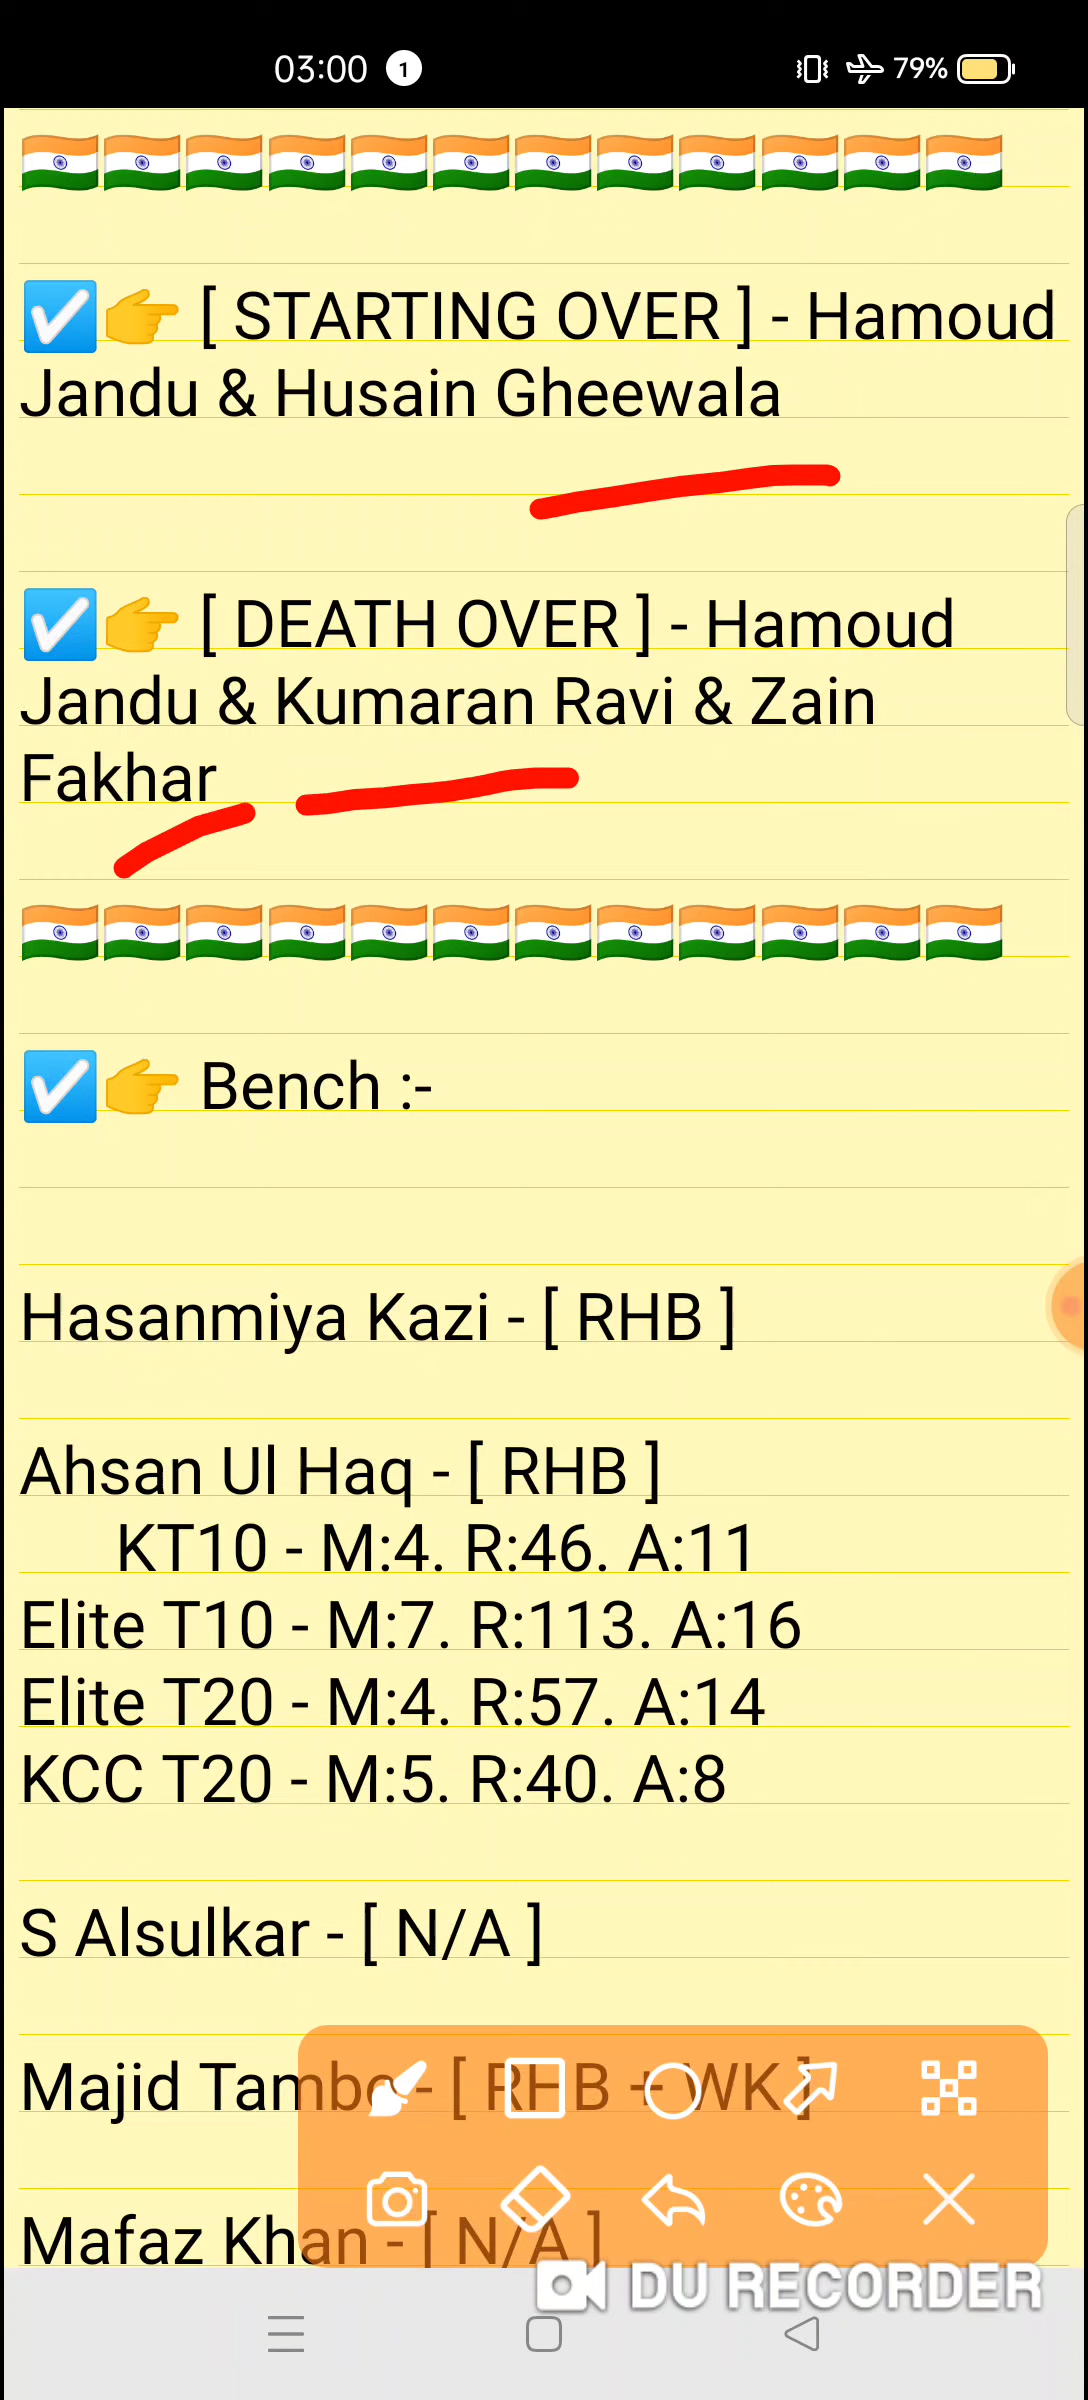 03:00 1 79%
☑️👉 [ STARTING OVER ] - Hamoud
Jandu & Husain Gheewala
☑️👉 [ DEATH OVER ] - Hamoud
Jandu & Kumaran Ravi & Zain
Fakhar
☑️👉 Bench :-
Hasanmiya Kazi - [ RHB ]
Ahsan Ul Haq - [ RHB ]
KT10 - M:4. R:46. A:11
Elite T10 - M:7. R:113. A:16
Elite T20 - M:4. R:57. A:14
KCC T20 - M:5. R:40. A:8
S Alsulkar - [ N/A ]
Majid Tambe - [ RHB + WK ]
Mafaz Khan - [ N/A ]
DU RECORDER